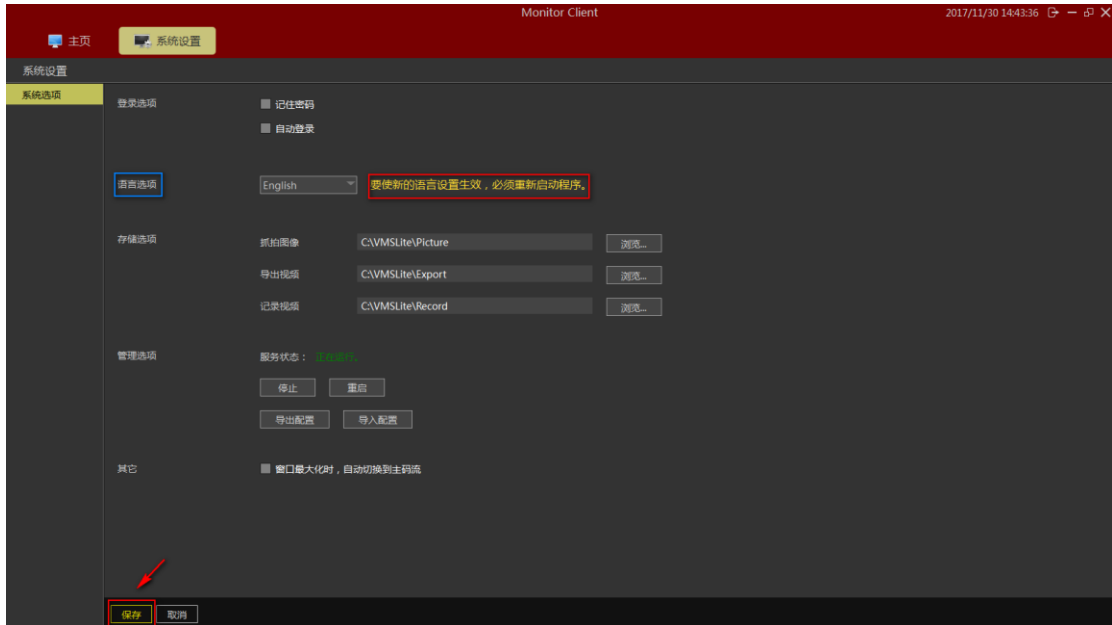 Monitor Client
2017/11/30 14:43:36
主页
系统设置
系统设置
系统选项
登录选项
记住密码
自动登录
语言选项
English
要使新的语言设置生效，必须重新启动程序。
存储选项
抓拍图像
C:\VMSLite\Picture
浏览...
导出视频
C:\VMSLite\Export
浏览...
记录视频
C:\VMSLite\Record
浏览...
管理选项
服务状态：
正在运行。
停止
重启
导出配置
导入配置
其它
窗口最大化时，自动切换到主码流
保存
取消